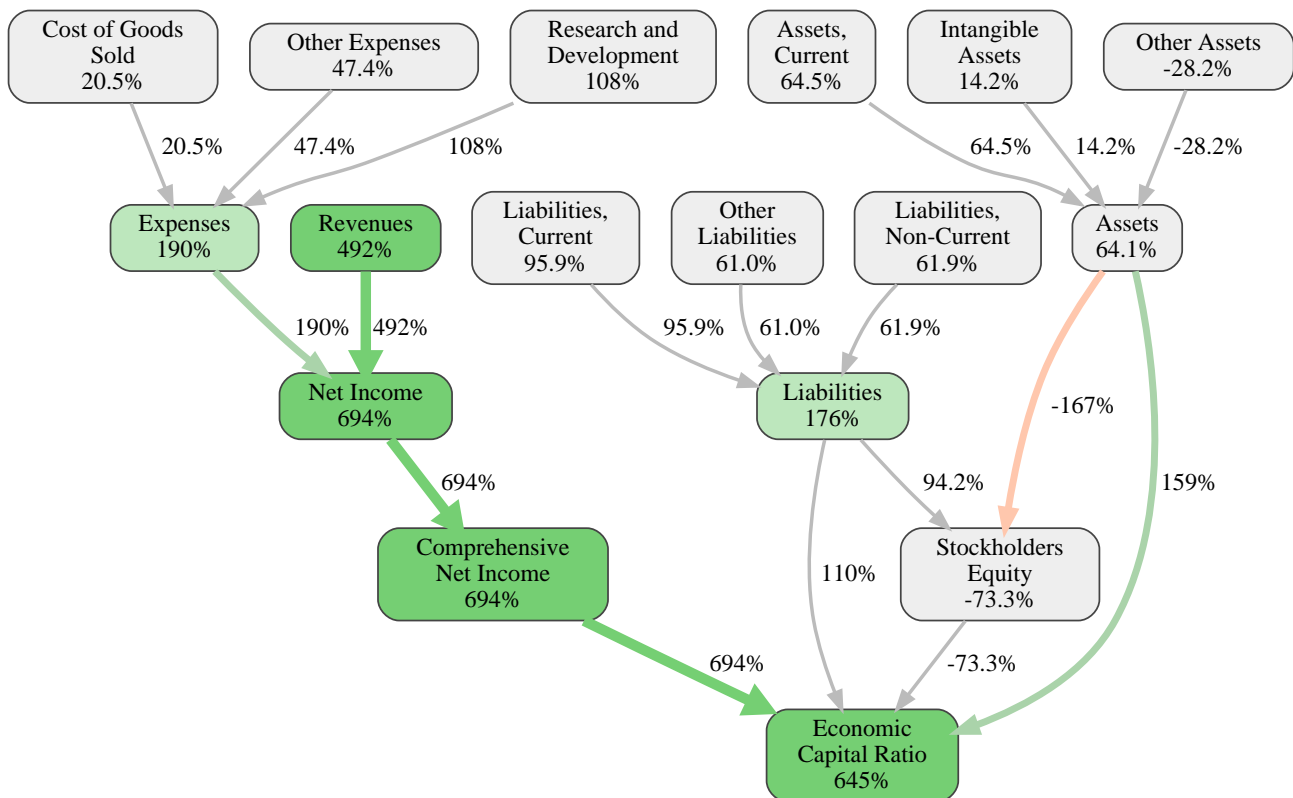 Cost of Goods
Sold
20.5%
Other Expenses
47.4%
Research and
Development
108%
Assets,
Current
64.5%
Intangible
Assets
14.2%
Other Assets
-28.2%
20.5%
47.4%
108%
64.5%
14.2%
-28.2%
Expenses
190%
Revenues
492%
Liabilities,
Current
95.9%
Other
Liabilities
61.0%
Liabilities,
Non-Current
61.9%
Assets
64.1%
190%
492%
95.9%
61.0%
61.9%
Net Income
694%
Liabilities
176%
-167%
694%
94.2%
159%
Comprehensive
Net Income
694%
110%
Stockholders
Equity
-73.3%
694%
-73.3%
Economic
Capital Ratio
645%